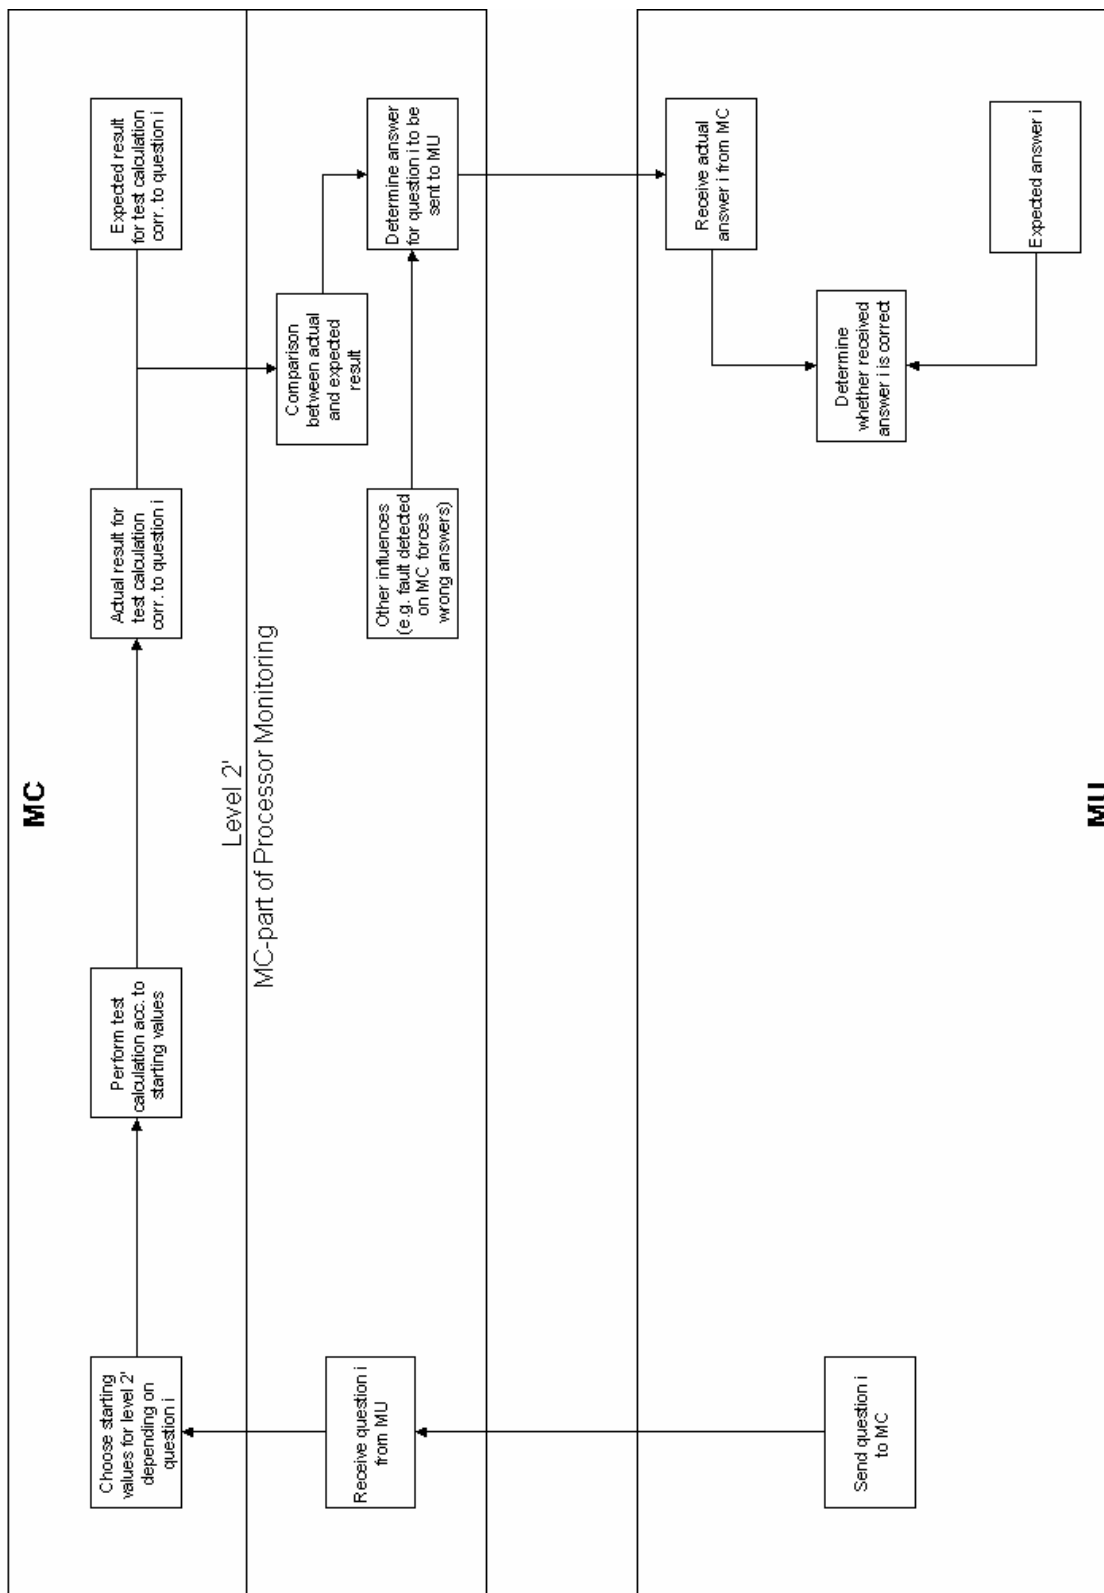 MC
Choose starting
values for level 2'
depending on
question i
Perform test
calculation acc. to
starting values
Actual result for
test calculation
corr. to question i
Expected result
for test calculation
corr. to question i
Level 2'
MC-part of Processor Monitoring
Receive question i
from MU
Comparison
between actual
and expected
result
Other influences
(e.g. fault detected
on MC forces
wrong answers)
Determine answer
for question i to be
sent to MU
Send question i
to MC
Receive actual
answer i from MC
Determine
whether received
answer i is correct
Expected answer i
MU